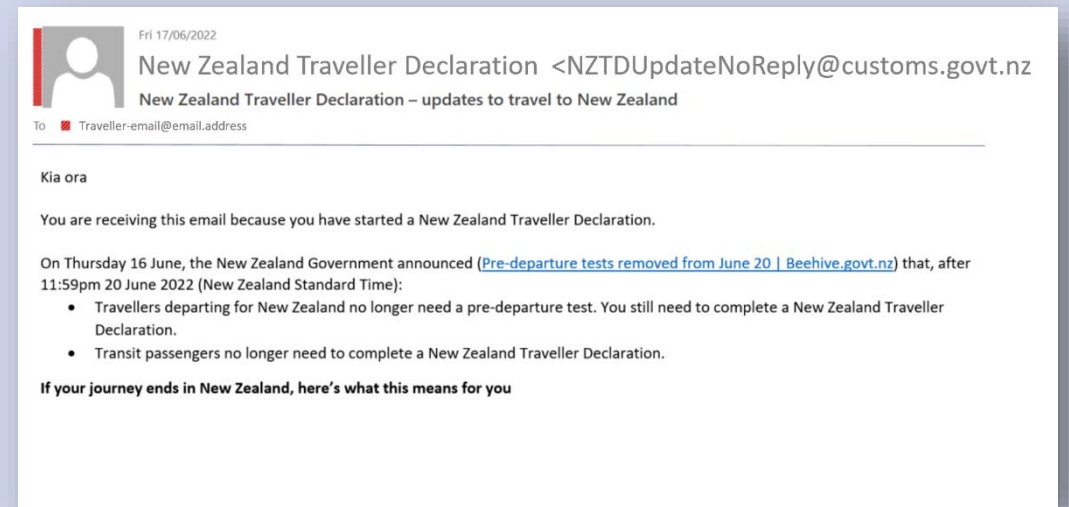 Fri 17/06/2022
New Zealand Traveller Declaration <NZTDUpdateNoReply@customs.govt.nz
New Zealand Traveller Declaration – updates to travel to New Zealand
To Traveller-email@email.address
Kia ora
You are receiving this email because you have started a New Zealand Traveller Declaration.
On Thursday 16 June, the New Zealand Government announced (Pre-departure tests removed from June 20 | Beehive.govt.nz) that, after
11:59pm 20 June 2022 (New Zealand Standard Time):
• Travellers departing for New Zealand no longer need a pre-departure test. You still need to complete a New Zealand Traveller
Declaration.
• Transit passengers no longer need to complete a New Zealand Traveller Declaration.
If your journey ends in New Zealand, here’s what this means for you